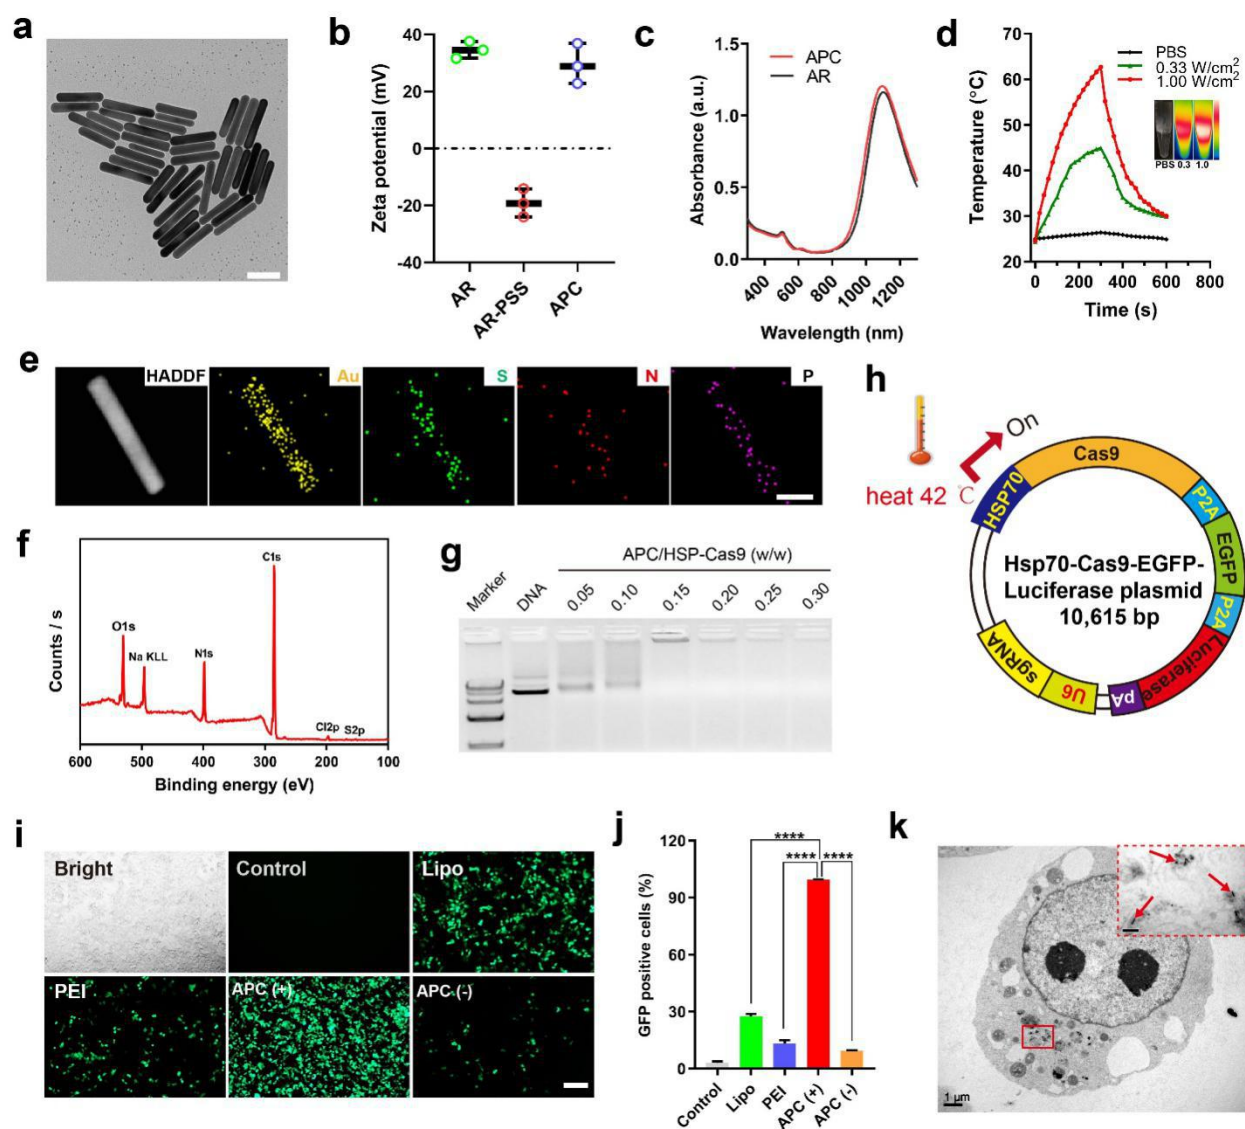 a
b
40
20
0
-20
-40
Zeta potential (mV)
AR
AR-PSS
APC
c
1.5
1.0
0.5
0.0
Absorbance (a.u.)
APC
AR
400
600
800
1000
1200
Wavelength (nm)
d
PBS
0.33 W/cm²
1.00 W/cm²
70
60
50
40
30
20
Temperature (°C)
PBS 0.3 1.0
0 200 400 600 800
Time (s)
e
HADDF
Au
S
N
P
f
C1s
O1s
Na KLL
N1s
Cl2p
S2p
Counts / s
600 500 400 300 200 100
Binding energy (eV)
g
APC/HSP-Cas9 (w/w)
Marker
DNA
0.05
0.10
0.15
0.20
0.25
0.30
h
On
heat 42 ℃
HSP70
Cas9
P2A
EGFP
P2A
Luciferase
pA
U6
sgRNA
Hsp70-Cas9-EGFP-
Luciferase plasmid
10,615 bp
i
Bright
Control
Lipo
PEI
APC (+)
APC (-)
j
120
90
60
30
0
GFP positive cells (%)
****
**** ****
Control
Lipo
PEI
APC (+)
APC (-)
k
1 µm